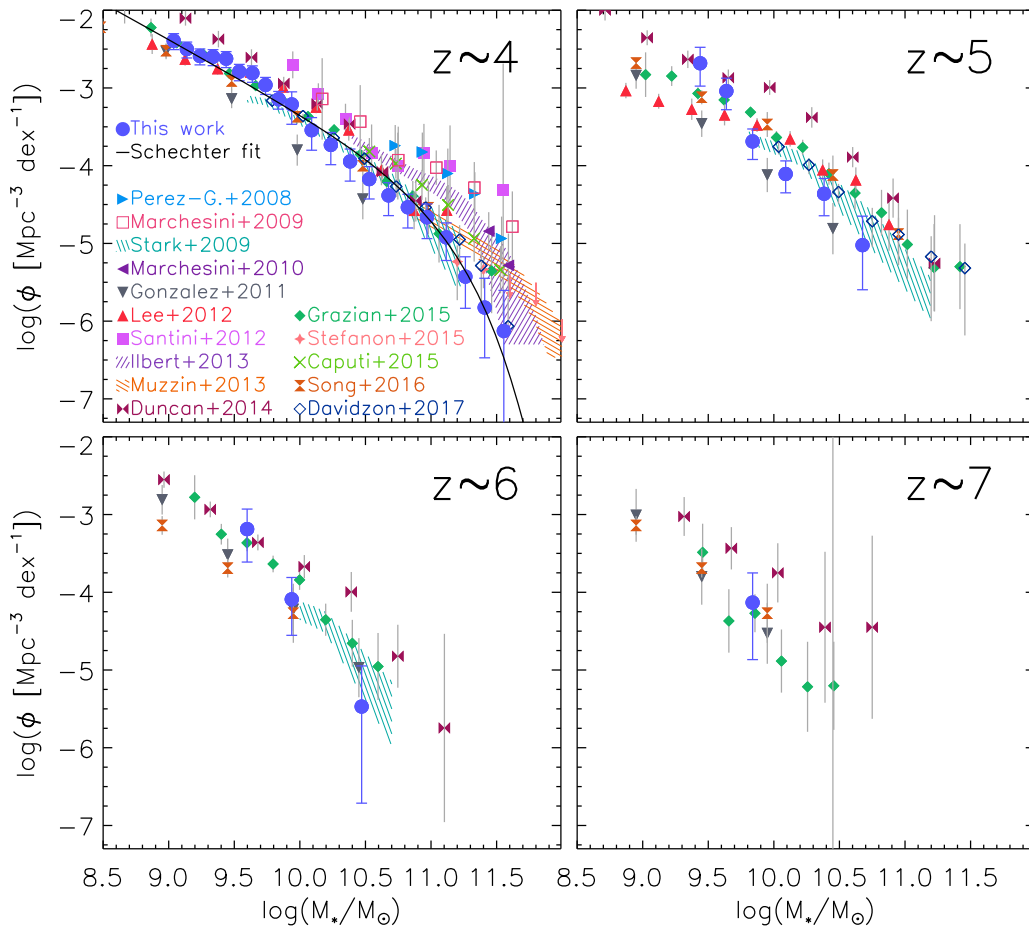 z~4
z~5
−2
−3
−4
−5
−6
−7
log(ϕ [Mpc⁻³ dex⁻¹])
This work
Schechter fit
Perez-G.+2008
Marchesini+2009
Stark+2009
Marchesini+2010
Gonzalez+2011
Lee+2012
Santini+2012
Ilbert+2013
Muzzin+2013
Duncan+2014
Grazian+2015
Stefanon+2015
Caputi+2015
Song+2016
Davidzon+2017
z~6
z~7
−2
−3
−4
−5
−6
−7
log(ϕ [Mpc⁻³ dex⁻¹])
8.5 9.0 9.5 10.0 10.5 11.0 11.5
8.5 9.0 9.5 10.0 10.5 11.0 11.5
log(M*/M⊙)
log(M*/M⊙)